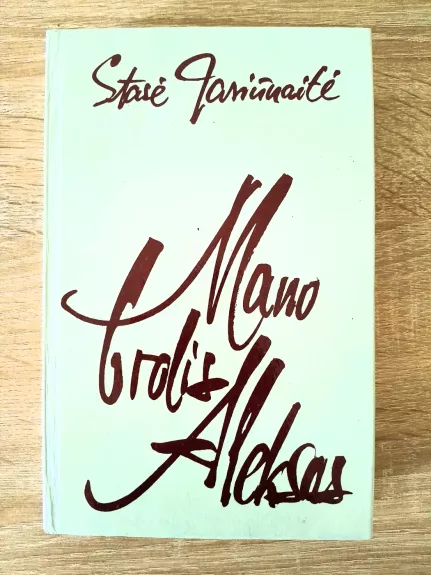 Stasė Jasiūnaitė
Mano
brolis
Aleksas